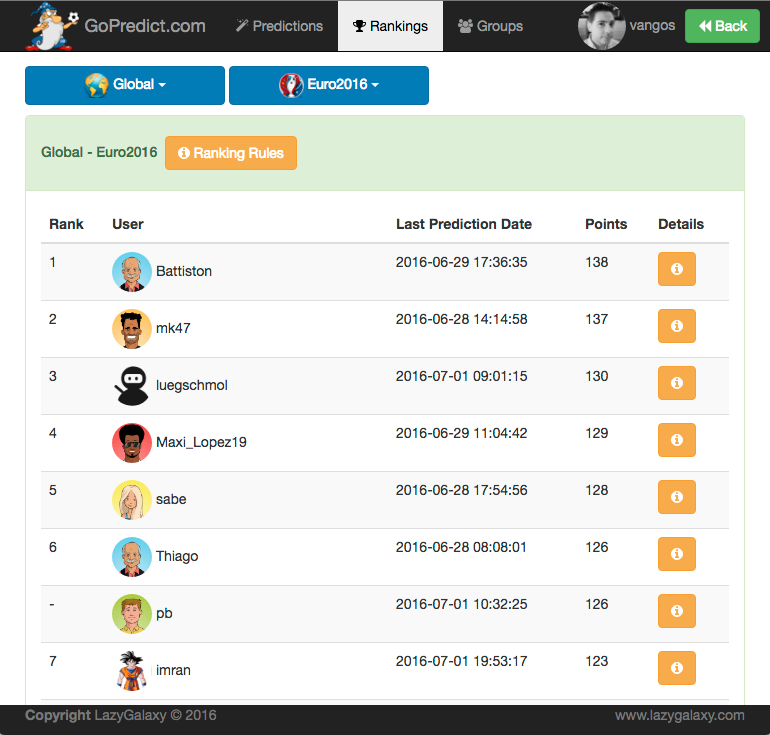 GoPredict.com Predictions Rankings Groups vangos Back
Global Euro2016
Global - Euro2016 Ranking Rules
Rank User Last Prediction Date Points Details
1 Battiston 2016-06-29 17:36:35 138
2 mk47 2016-06-28 14:14:58 137
3 luegschmol 2016-07-01 09:01:15 130
4 Maxi_Lopez19 2016-06-29 11:04:42 129
5 sabe 2016-06-28 17:54:56 128
6 Thiago 2016-06-28 08:08:01 126
- pb 2016-07-01 10:32:25 126
7 imran 2016-07-01 19:53:17 123
Copyright LazyGalaxy © 2016 www.lazygalaxy.com